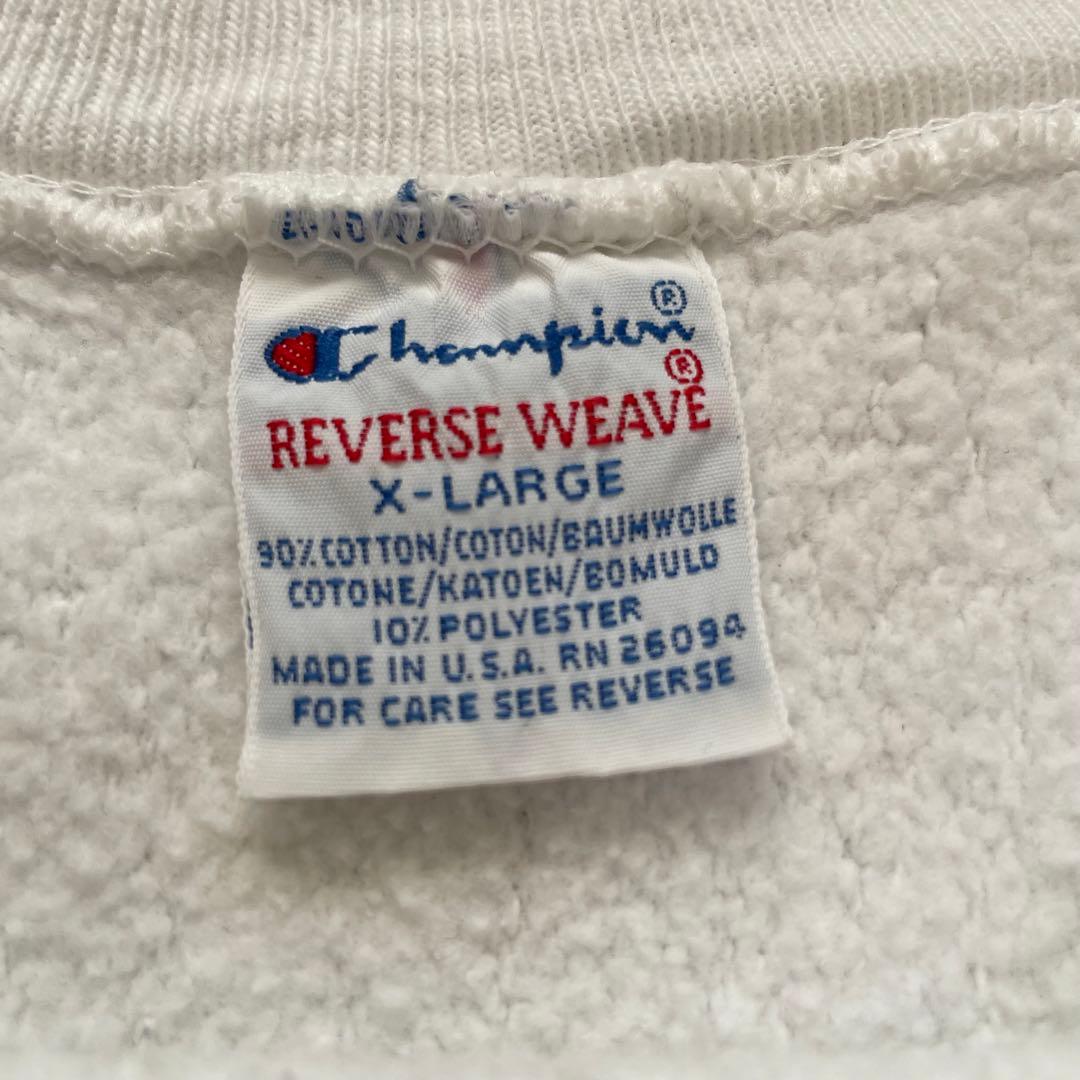 Champion®
REVERSE WEAVE®
X-LARGE
90% COTTON/COTON/BAUMWOLLE
COTONE/KATOEN/BOMULD
10% POLYESTER
MADE IN U.S.A. RN 26094
FOR CARE SEE REVERSE